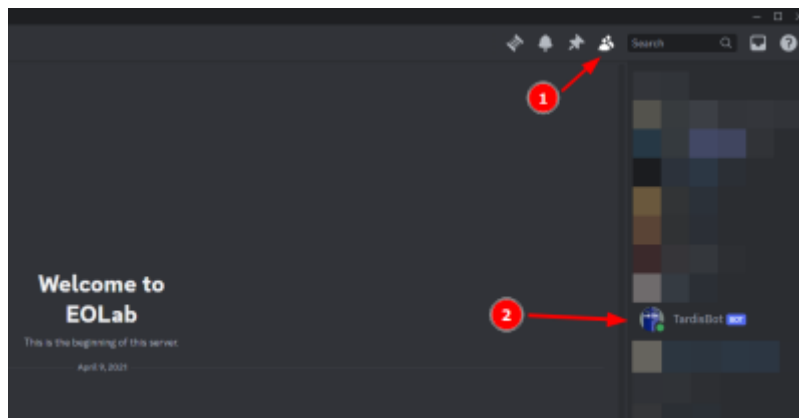 Search
1
Welcome to
EOLab
This is the beginning of this server.
April 9, 2021
2
TardisBot BOT